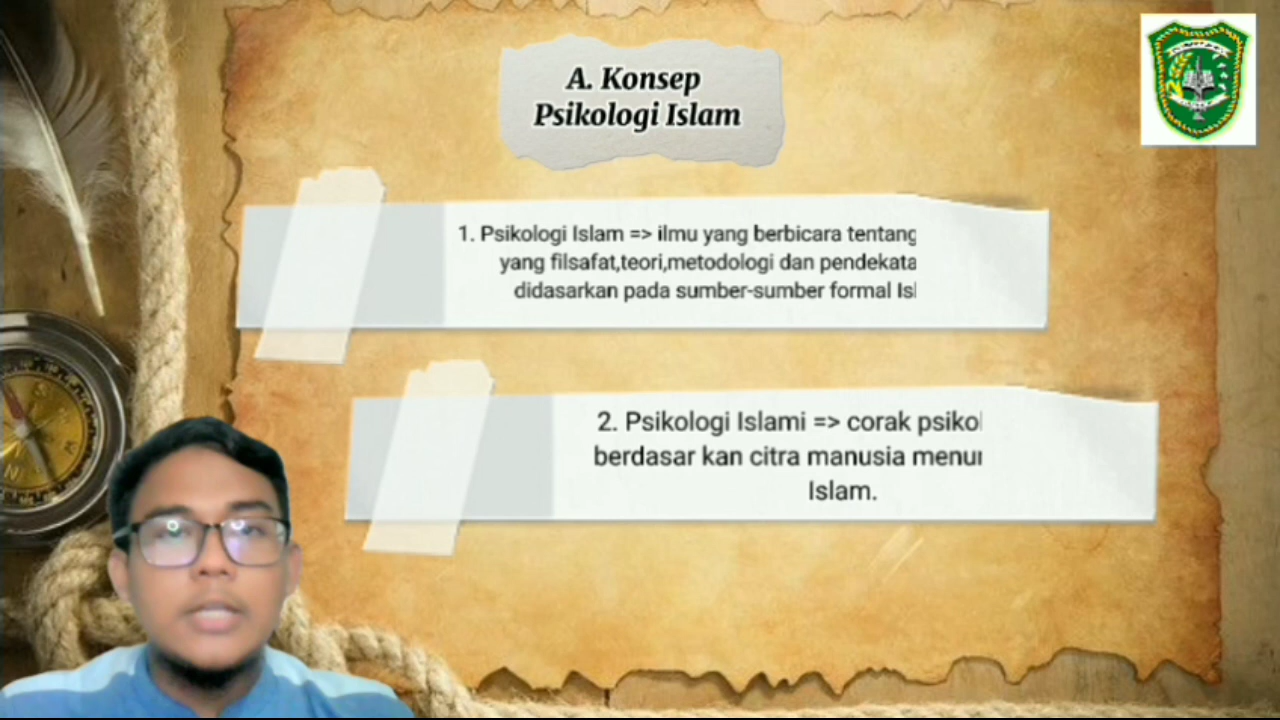 A. Konsep
Psikologi Islam
1. Psikologi Islam => ilmu yang berbicara tentang
yang filsafat,teori,metodologi dan
didasarkan pada sumber-sumber formal
2. Psikologi Islami => corak
berdasar kan citra manusia
Islam.